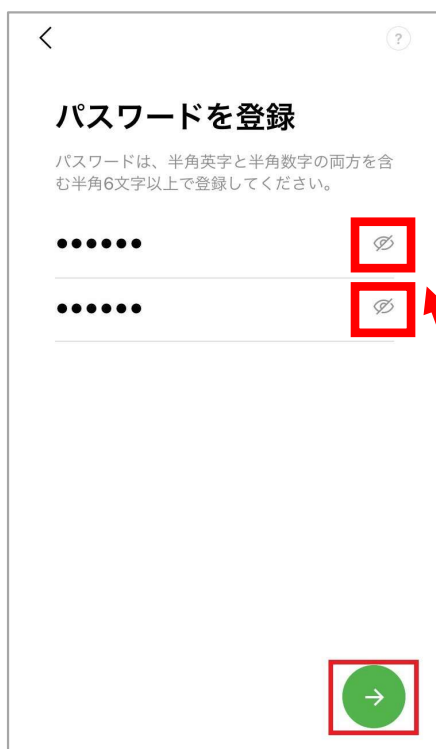 ?
パスワードを登録
パスワードは、半角英字と半角数字の両方を含
む半角6文字以上で登録してください。
●●●●●●
●●●●●●